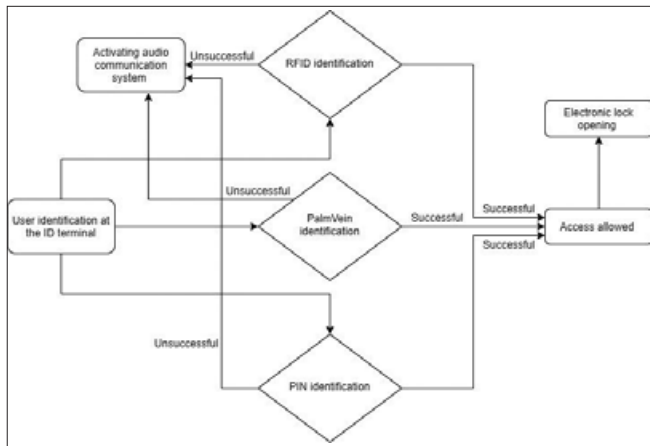 Activating audio
communication
system
Unsuccessful
RFID identification
Electronic lock
opening
Unsuccessful
User identification at
the ID terminal
PalmVein
identification
Successful
Successful
Access allowed
Successful
Unsuccessful
PIN identification